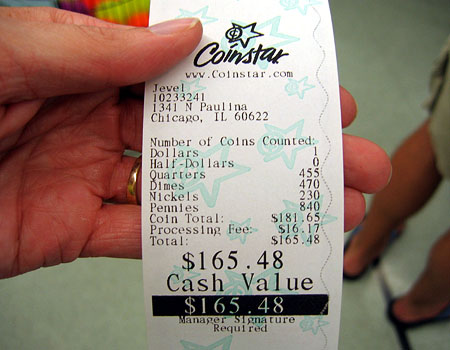 Coinstar
www.Coinstar.com
Jewel
10233241
1341 N Paulina
Chicago, IL 60622
Number of Coins Counted:
Dollars 1
Half-Dollars 0
Quarters 455
Dimes 470
Nickels 230
Pennies 840
Coin Total: $181.65
Processing Fee: $16.17
Total: $165.48
$165.48
Cash Value
$165.48
Manager Signature
Required